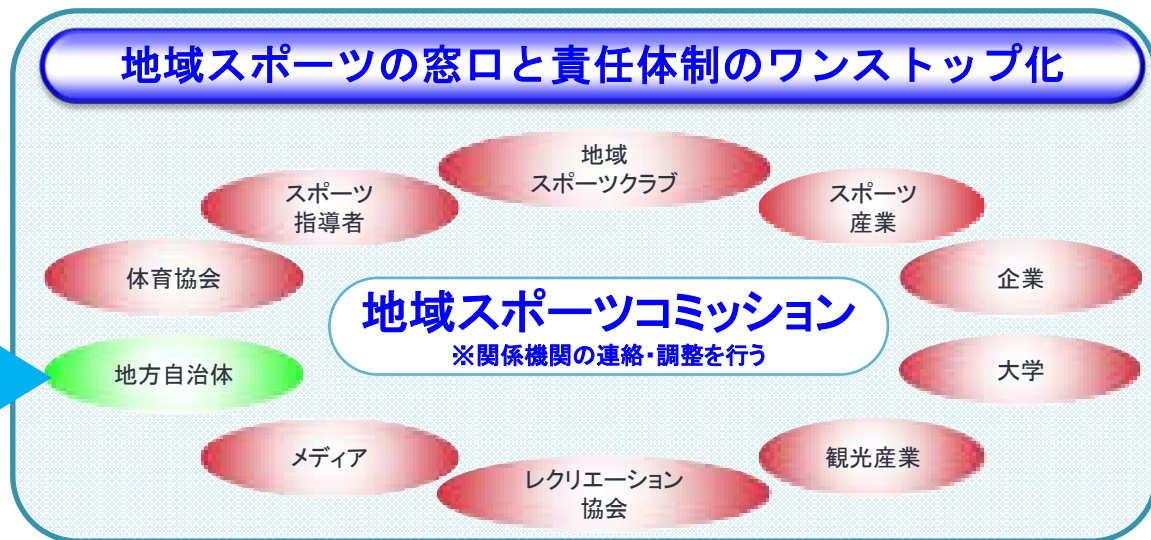 地域スポーツの窓口と責任体制のワンストップ化
地域
スポーツクラブ
スポーツ
指導者
スポーツ
産業
体育協会
企業
地域スポーツコミッション
※関係機関の連絡・調整を行う
地方自治体
大学
メディア
観光産業
レクリエーション
協会